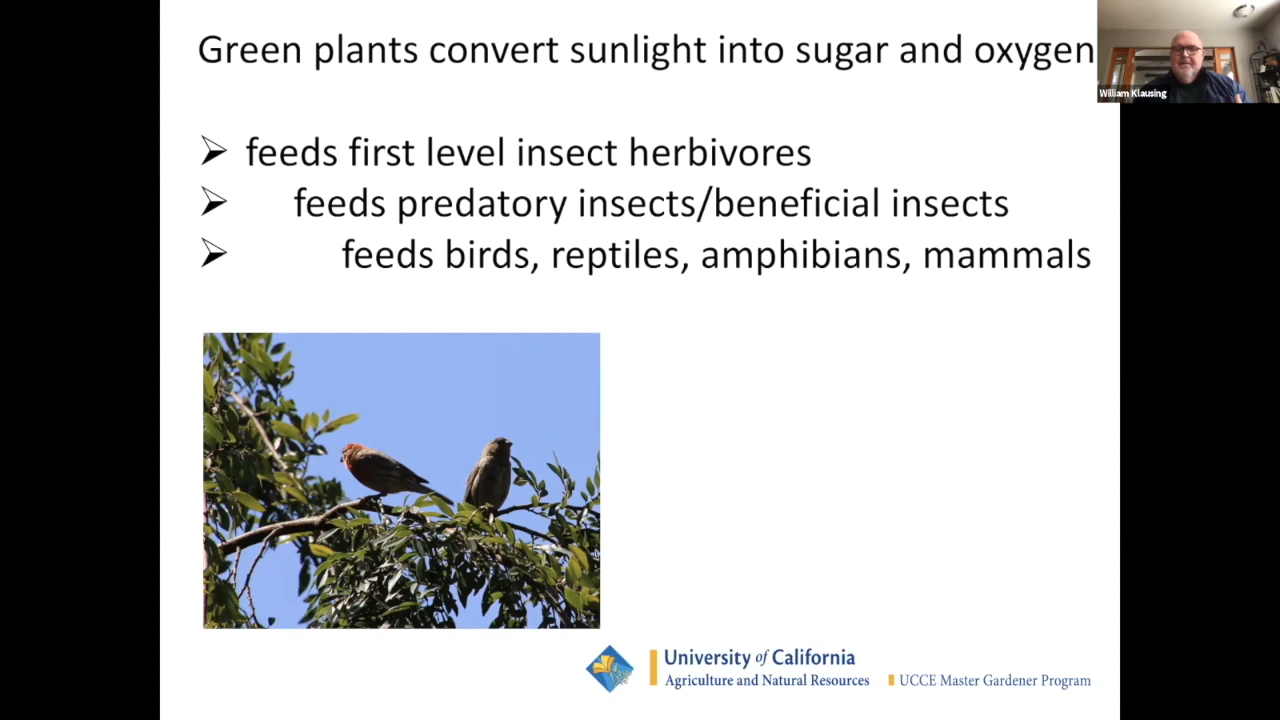 Green plants convert sunlight into sugar and oxygen
William Klausing
feeds first level insect herbivores
feeds predatory insects/beneficial insects
feeds birds, reptiles, amphibians, mammals
University of California
Agriculture and Natural Resources
UCCE Master Gardener Program